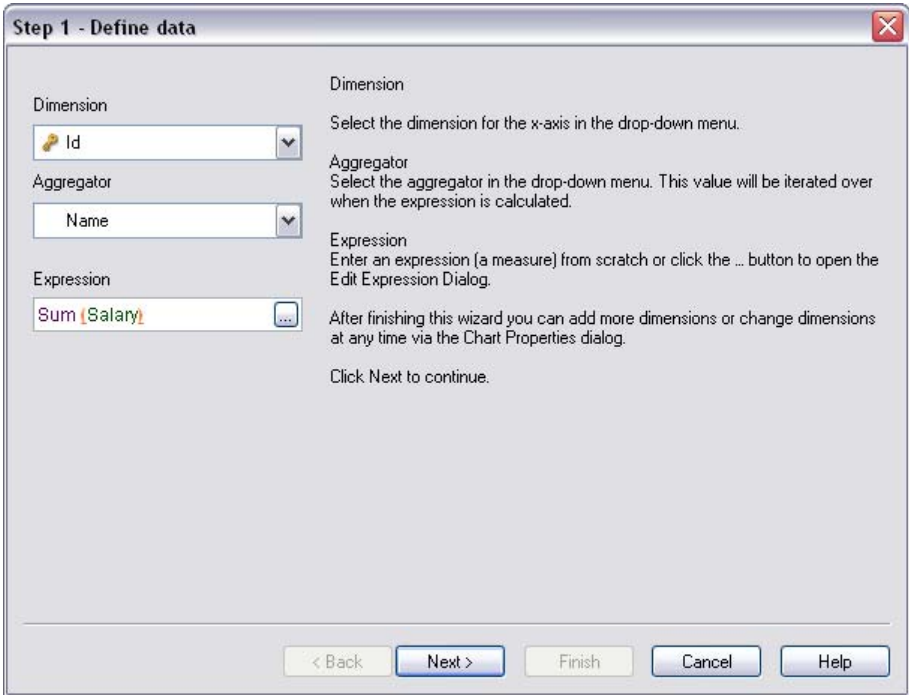 Step 1 - Define data
Dimension
Id
Aggregator
Name
Expression
Sum (Salary)
...
Dimension
Select the dimension for the x-axis in the drop-down menu.
Aggregator
Select the aggregator in the drop-down menu. This value will be iterated over
when the expression is calculated.
Expression
Enter an expression (a measure) from scratch or click the ... button to open the
Edit Expression Dialog.
After finishing this wizard you can add more dimensions or change dimensions
at any time via the Chart Properties dialog.
Click Next to continue.
< Back
Next >
Finish
Cancel
Help